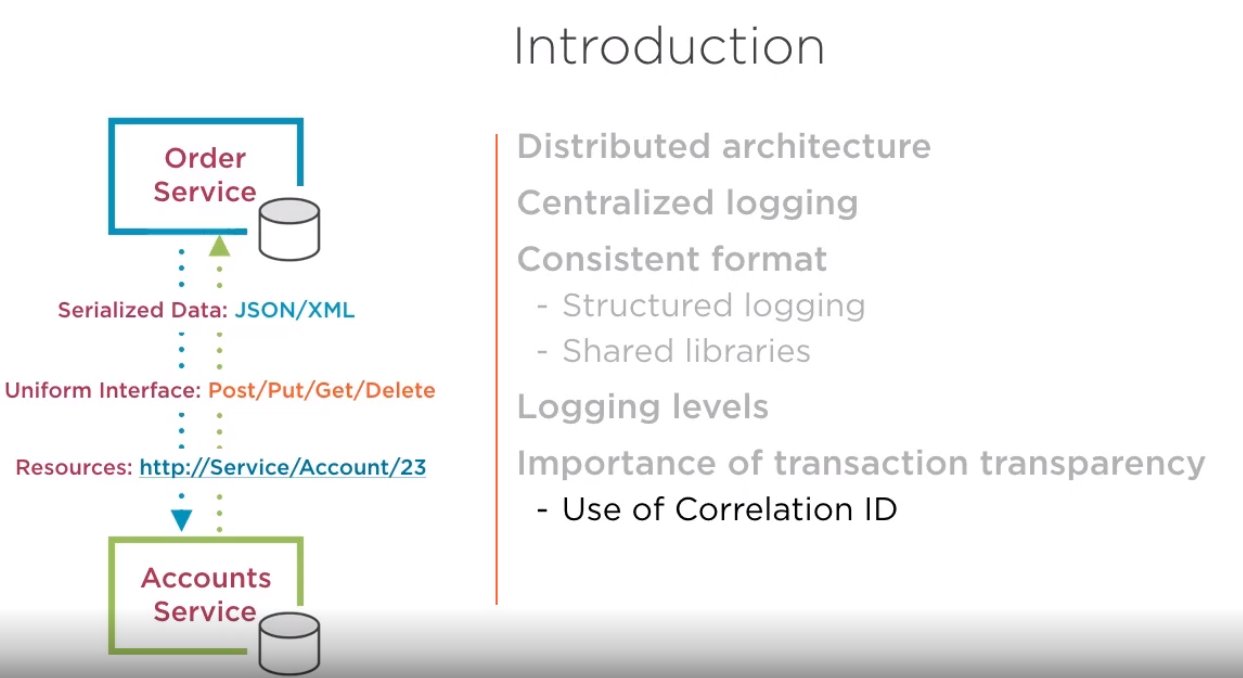 Introduction
Order
Service
Serialized Data: JSON/XML
Uniform Interface: Post/Put/Get/Delete
Resources: http://Service/Account/23
Accounts
Service
Distributed architecture
Centralized logging
Consistent format
- Structured logging
- Shared libraries
Logging levels
Importance of transaction transparency
- Use of Correlation ID